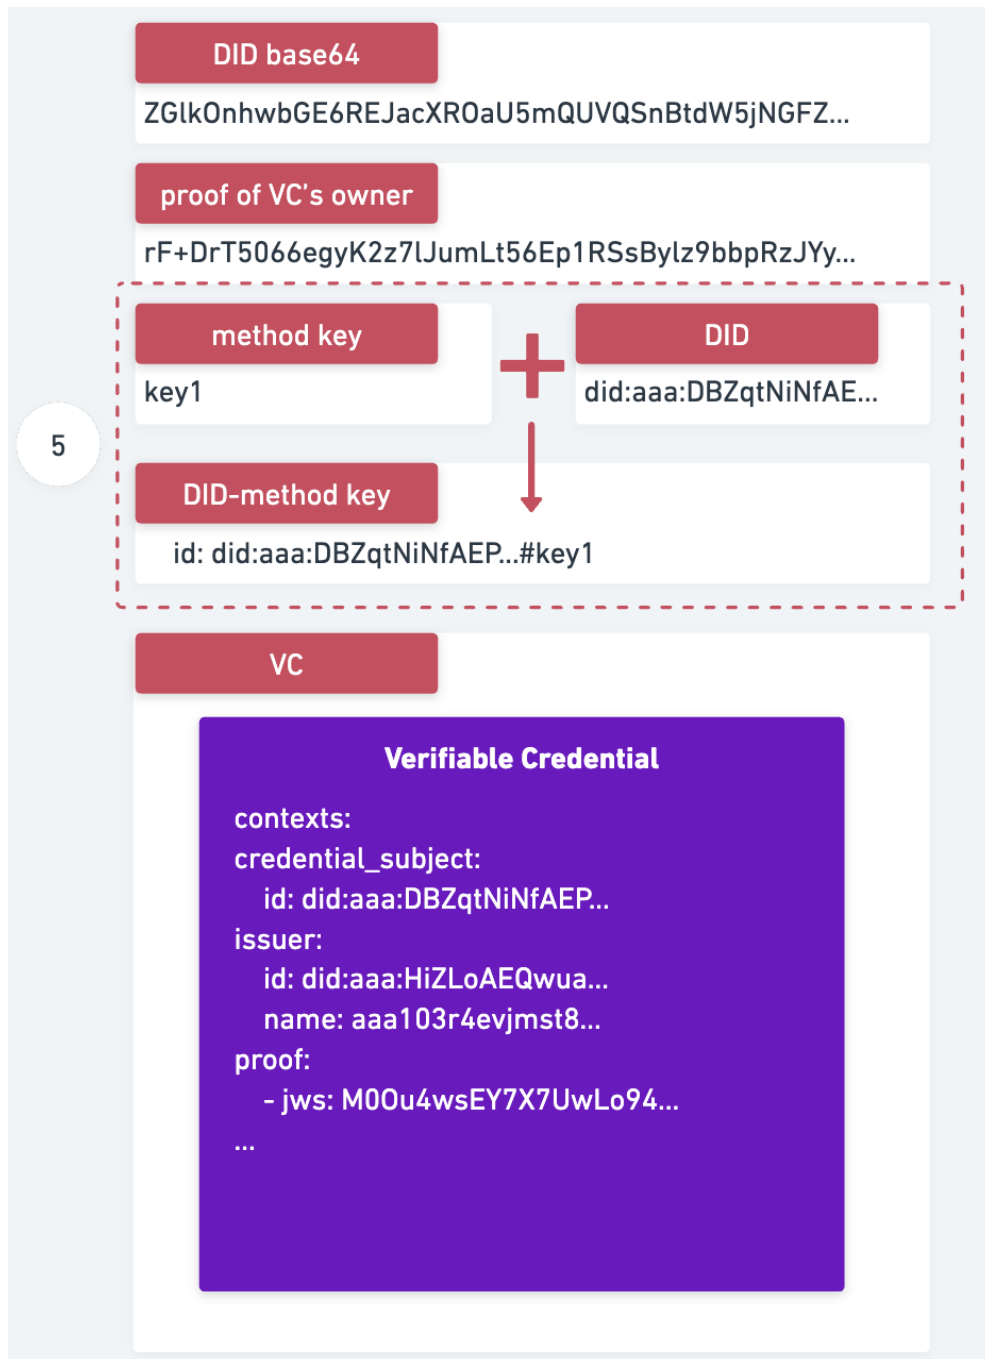 DID base64
ZGlkOnhwbGE6REJacXROaU5mQUVQSnBtdW5jNGFZ...
proof of VC's owner
rF+DrT5O66egyK2z7lJumLt56Ep1RSsBylz9bbpRzJYy...
method key
key1
DID
did:aaa:DBZqtNiNfAE...
5
DID-method key
id: did:aaa:DBZqtNiNfAEP...#key1
VC
Verifiable Credential
contexts:
credential_subject:
id: did:aaa:DBZqtNiNfAEP...
issuer:
id: did:aaa:HiZLoAEQwua...
name: aaa103r4evjmst8...
proof:
- jws: M0Ou4wsEY7X7UwLo94...
...